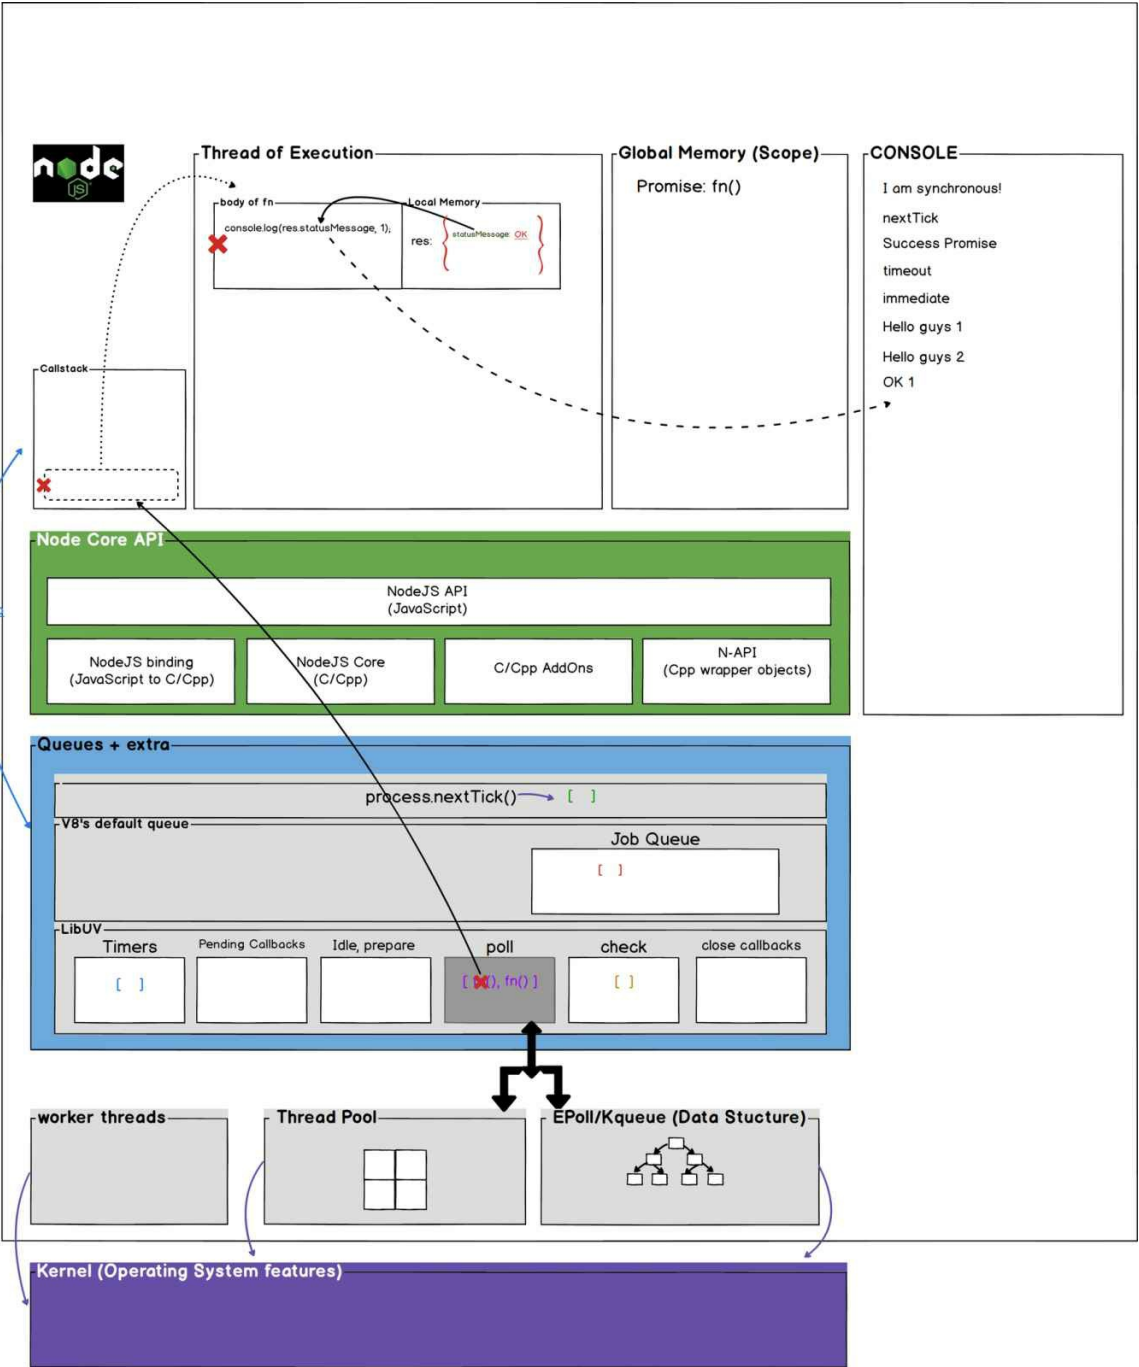 node
JS
Thread of Execution
body of fn
console.log(res.statusMessage, 1);
Local Memory
res:
statusMessage: OK
Global Memory (Scope)
Promise: fn()
CONSOLE
I am synchronous!
nextTick
Success Promise
timeout
immediate
Hello guys 1
Hello guys 2
OK 1
Callstack
Node Core API
NodeJS API
(JavaScript)
NodeJS binding
(JavaScript to C/Cpp)
NodeJS Core
(C/Cpp)
C/Cpp AddOns
N-API
(Cpp wrapper objects)
Queues + extra
process.nextTick() [ ]
V8's default queue
Job Queue
[ ]
LibUV
Timers
[ ]
Pending Callbacks
Idle, prepare
poll
[ (), fn() ]
check
[ ]
close callbacks
worker threads
Thread Pool
EPoll/Kqueue (Data Stucture)
Kernel (Operating System features)